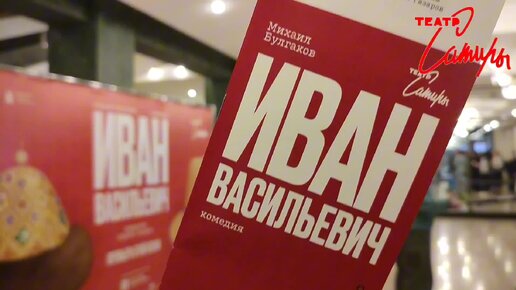 ТЕАТР
Сатиры
Михаил
Булгаков
ТЕАТР
Сатиры
ИВАН
ВАСИЛЬЕВИЧ
комедия
ИВАН
ВАСИЛЬЕВИЧ